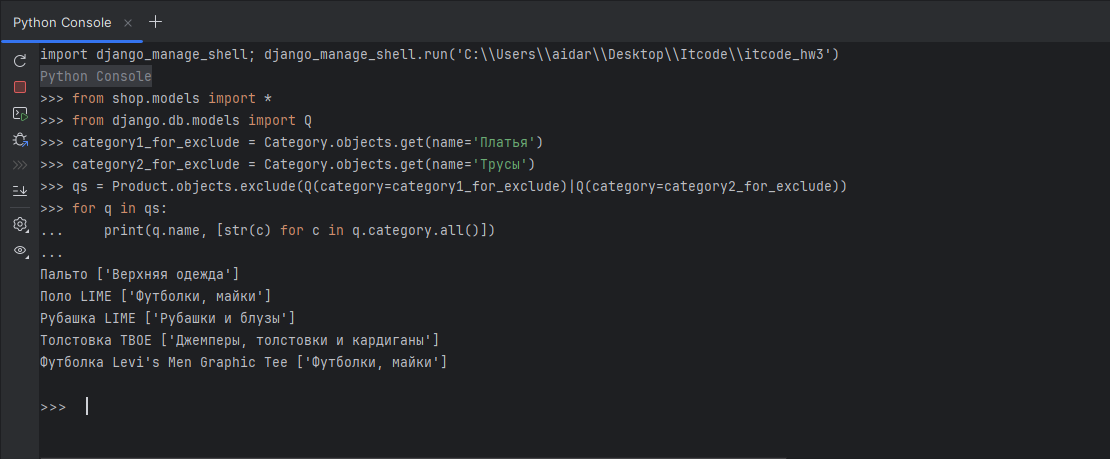 Python Console
import django_manage_shell; django_manage_shell.run('C:\\Users\\aidar\\Desktop\\Itcode\\itcode_hw3')
Python Console
>>> from shop.models import *
>>> from django.db.models import Q
>>> category1_for_exclude = Category.objects.get(name='Платья')
>>> category2_for_exclude = Category.objects.get(name='Трусы')
>>> qs = Product.objects.exclude(Q(category=category1_for_exclude)|Q(category=category2_for_exclude))
>>> for q in qs:
...     print(q.name, [str(c) for c in q.category.all()])
...
Пальто ['Верхняя одежда']
Поло LIME ['Футболки, майки']
Рубашка LIME ['Рубашки и блузы']
Толстовка ТВОЕ ['Джемперы, толстовки и кардиганы']
Футболка Levi's Men Graphic Tee ['Футболки, майки']
>>>